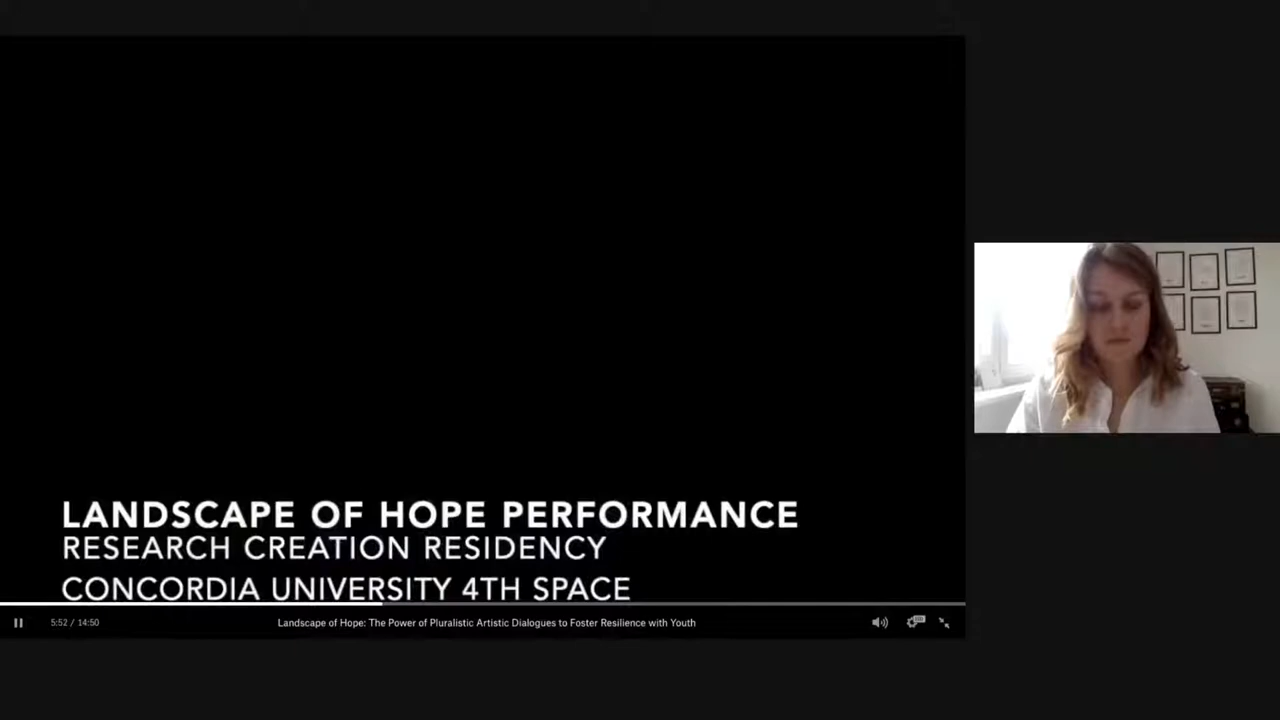 LANDSCAPE OF HOPE PERFORMANCE
RESEARCH CREATION RESIDENCY
CONCORDIA UNIVERSITY 4TH SPACE
5:52 / 14:50
Landscape of Hope: The Power of Pluralistic Artistic Dialogues to Foster Resilience with Youth